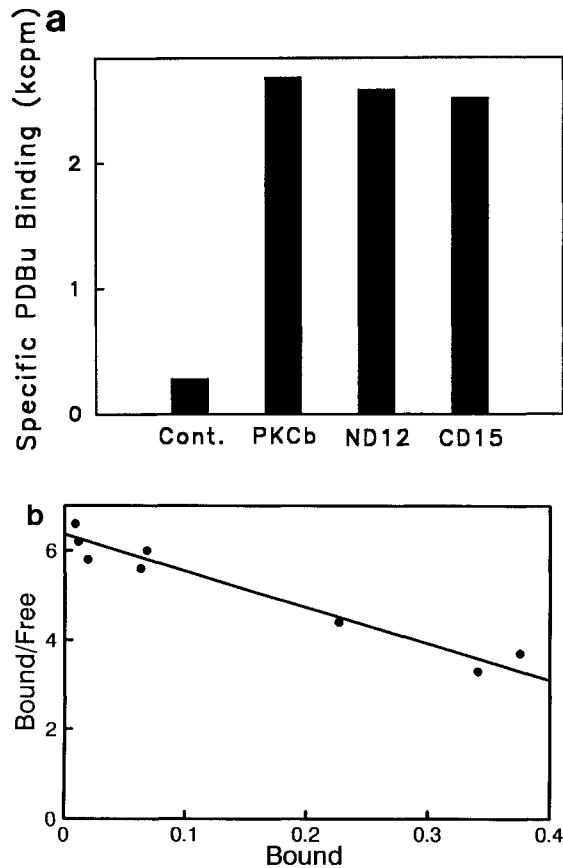 a
Specific PDBu Binding (kcpm)
2
1
0
Cont. PKCb ND12 CD15
b
Bound/Free
6
4
2
0
0 0.1 0.2 0.3 0.4
Bound